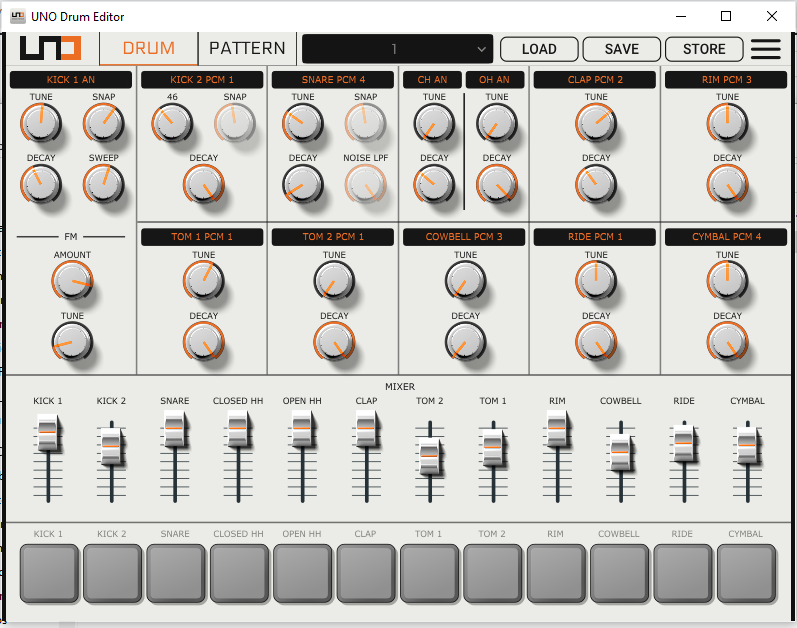 UNO Drum Editor
UNO DRUM PATTERN 1 LOAD SAVE STORE
KICK 1 AN KICK 2 PCM 1 SNARE PCM 4 CH AN OH AN CLAP PCM 2 RIM PCM 3
TUNE SNAP 46 SNAP TUNE SNAP TUNE TUNE TUNE TUNE
DECAY SWEEP DECAY DECAY NOISE LPF DECAY DECAY DECAY DECAY
FM TOM 1 PCM 1 TOM 2 PCM 1 COWBELL PCM 3 RIDE PCM 1 CYMBAL PCM 4
AMOUNT TUNE TUNE TUNE TUNE TUNE
TUNE DECAY DECAY DECAY DECAY DECAY
MIXER
KICK 1 KICK 2 SNARE CLOSED HH OPEN HH CLAP TOM 2 TOM 1 RIM COWBELL RIDE CYMBAL
KICK 1 KICK 2 SNARE CLOSED HH OPEN HH CLAP TOM 1 TOM 2 RIM COWBELL RIDE CYMBAL